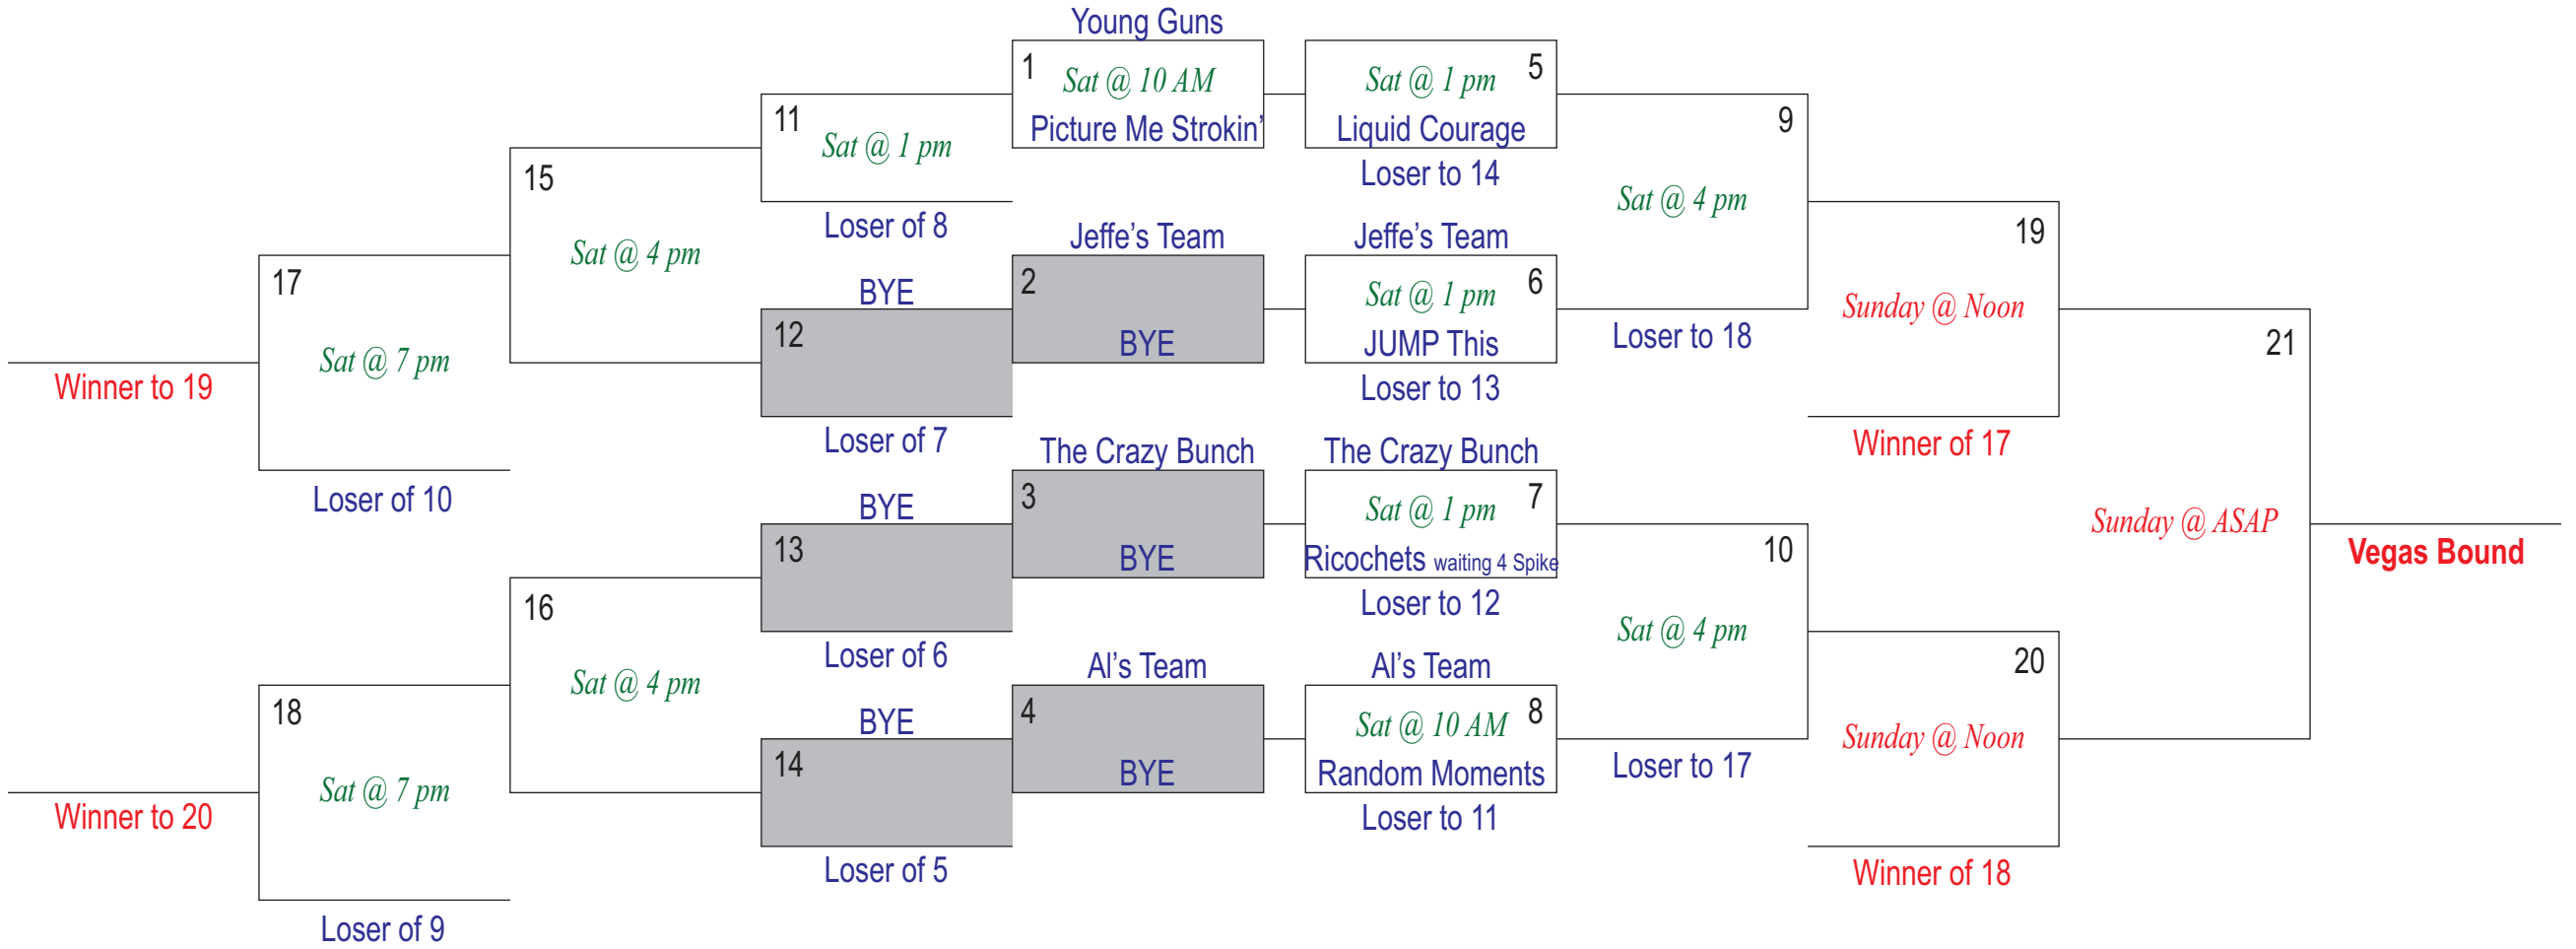 Young Guns
1
Sat @ 10 AM
Picture Me Strokin'
5
Sat @ 1 pm
Liquid Courage
Loser to 14
9
Sat @ 4 pm
Loser to 18
11
Sat @ 1 pm
Loser of 8
15
Sat @ 4 pm
Jeffe's Team
2
BYE
Jeffe's Team
6
Sat @ 1 pm
JUMP This
Loser to 13
19
Sunday @ Noon
Winner of 17
17
Sat @ 7 pm
Winner to 19
Loser of 10
BYE
12
Loser of 7
21
Sunday @ ASAP
Vegas Bound
The Crazy Bunch
3
BYE
The Crazy Bunch
7
Sat @ 1 pm
Ricochets waiting 4 Spike
Loser to 12
10
Sat @ 4 pm
Loser to 17
BYE
13
Loser of 6
16
Sat @ 4 pm
Al's Team
4
BYE
Al's Team
8
Sat @ 10 AM
Random Moments
Loser to 11
20
Sunday @ Noon
Winner of 18
18
Sat @ 7 pm
Winner to 20
Loser of 9
BYE
14
Loser of 5